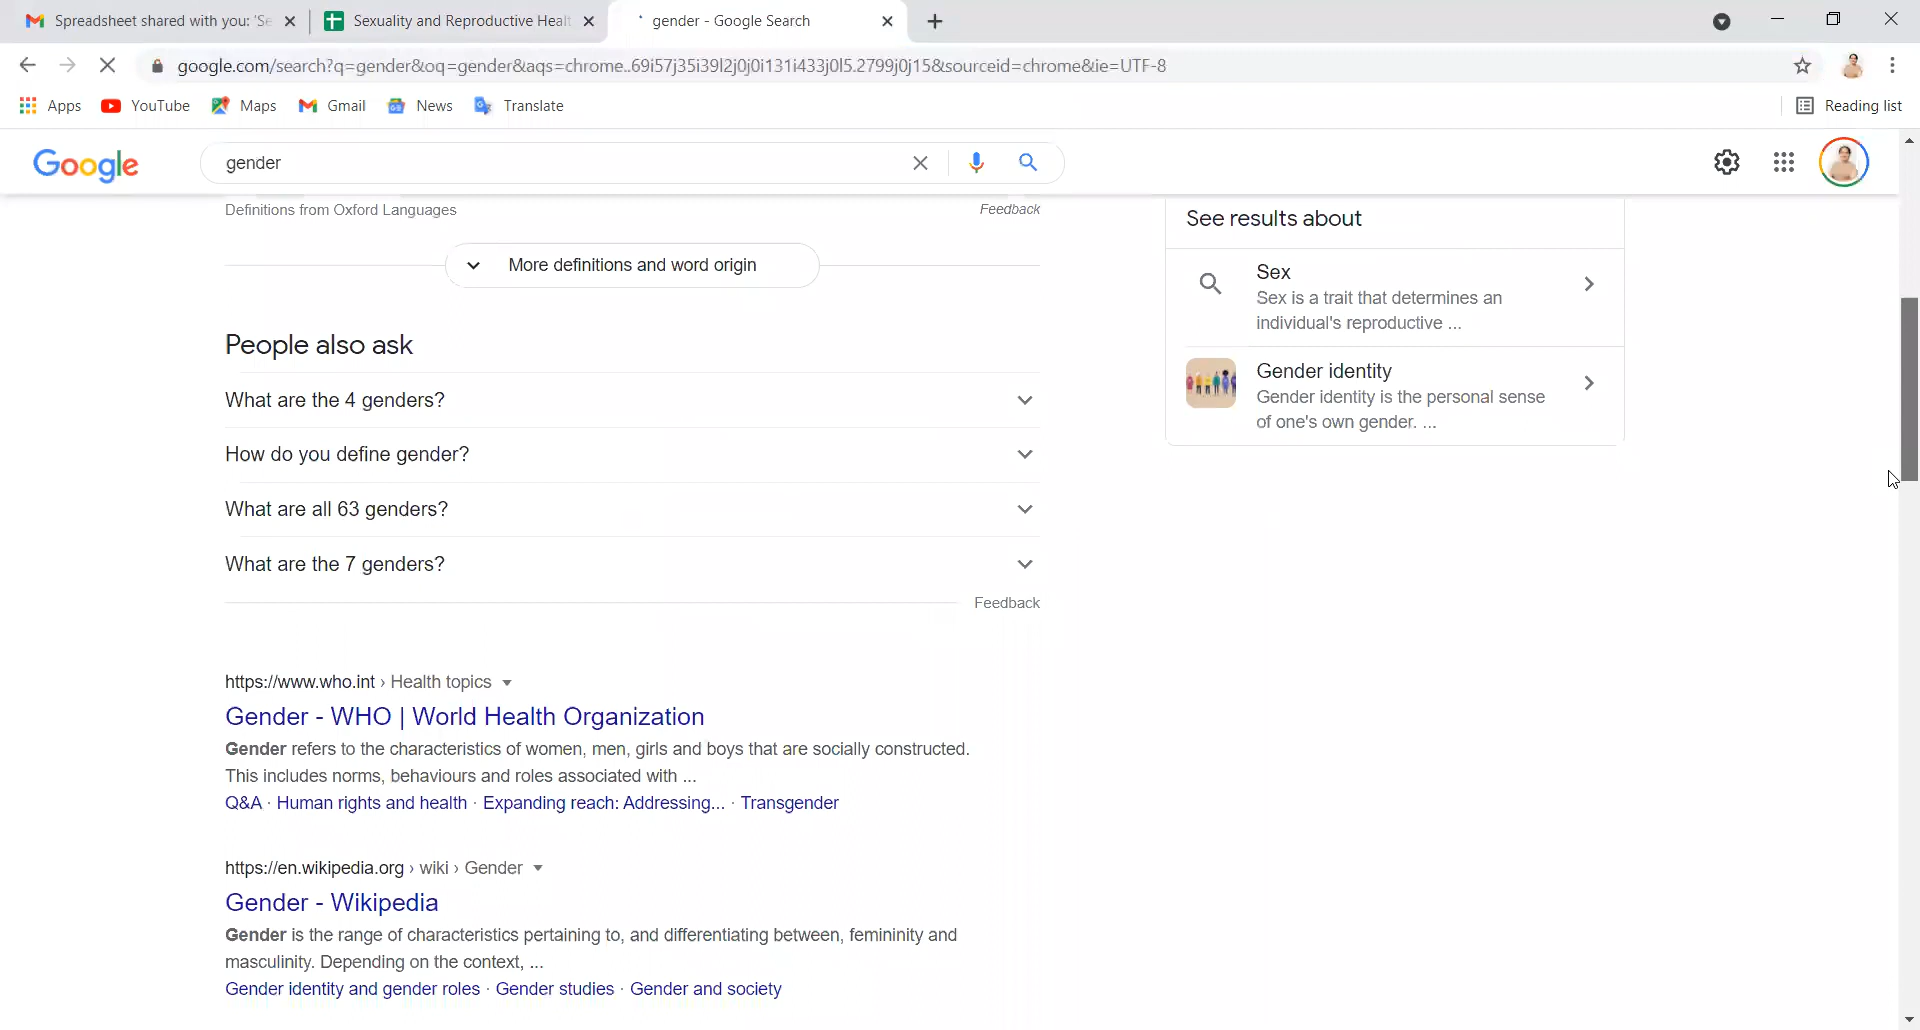 Spreadsheet shared with you: 'Se
Sexuality and Reproductive Healt
gender - Google Search
google.com/search?q=gender&oq=gender&aqs=chrome..69i57j35i39l2j0j0i131i433j0l5.2799j0j15&sourceid=chrome&ie=UTF-8
Apps
YouTube
Maps
Gmail
News
Translate
Reading list
Google
gender
Definitions from Oxford Languages
Feedback
More definitions and word origin
People also ask
What are the 4 genders?
How do you define gender?
What are all 63 genders?
What are the 7 genders?
Feedback
https://www.who.int › Health topics
Gender - WHO | World Health Organization
Gender refers to the characteristics of women, men, girls and boys that are socially constructed.
This includes norms, behaviours and roles associated with ...
Q&A · Human rights and health · Expanding reach: Addressing... · Transgender
https://en.wikipedia.org › wiki › Gender
Gender - Wikipedia
Gender is the range of characteristics pertaining to, and differentiating between, femininity and
masculinity. Depending on the context, ...
Gender identity and gender roles · Gender studies · Gender and society
See results about
Sex
Sex is a trait that determines an
individual's reproductive ...
Gender identity
Gender identity is the personal sense
of one's own gender. ...